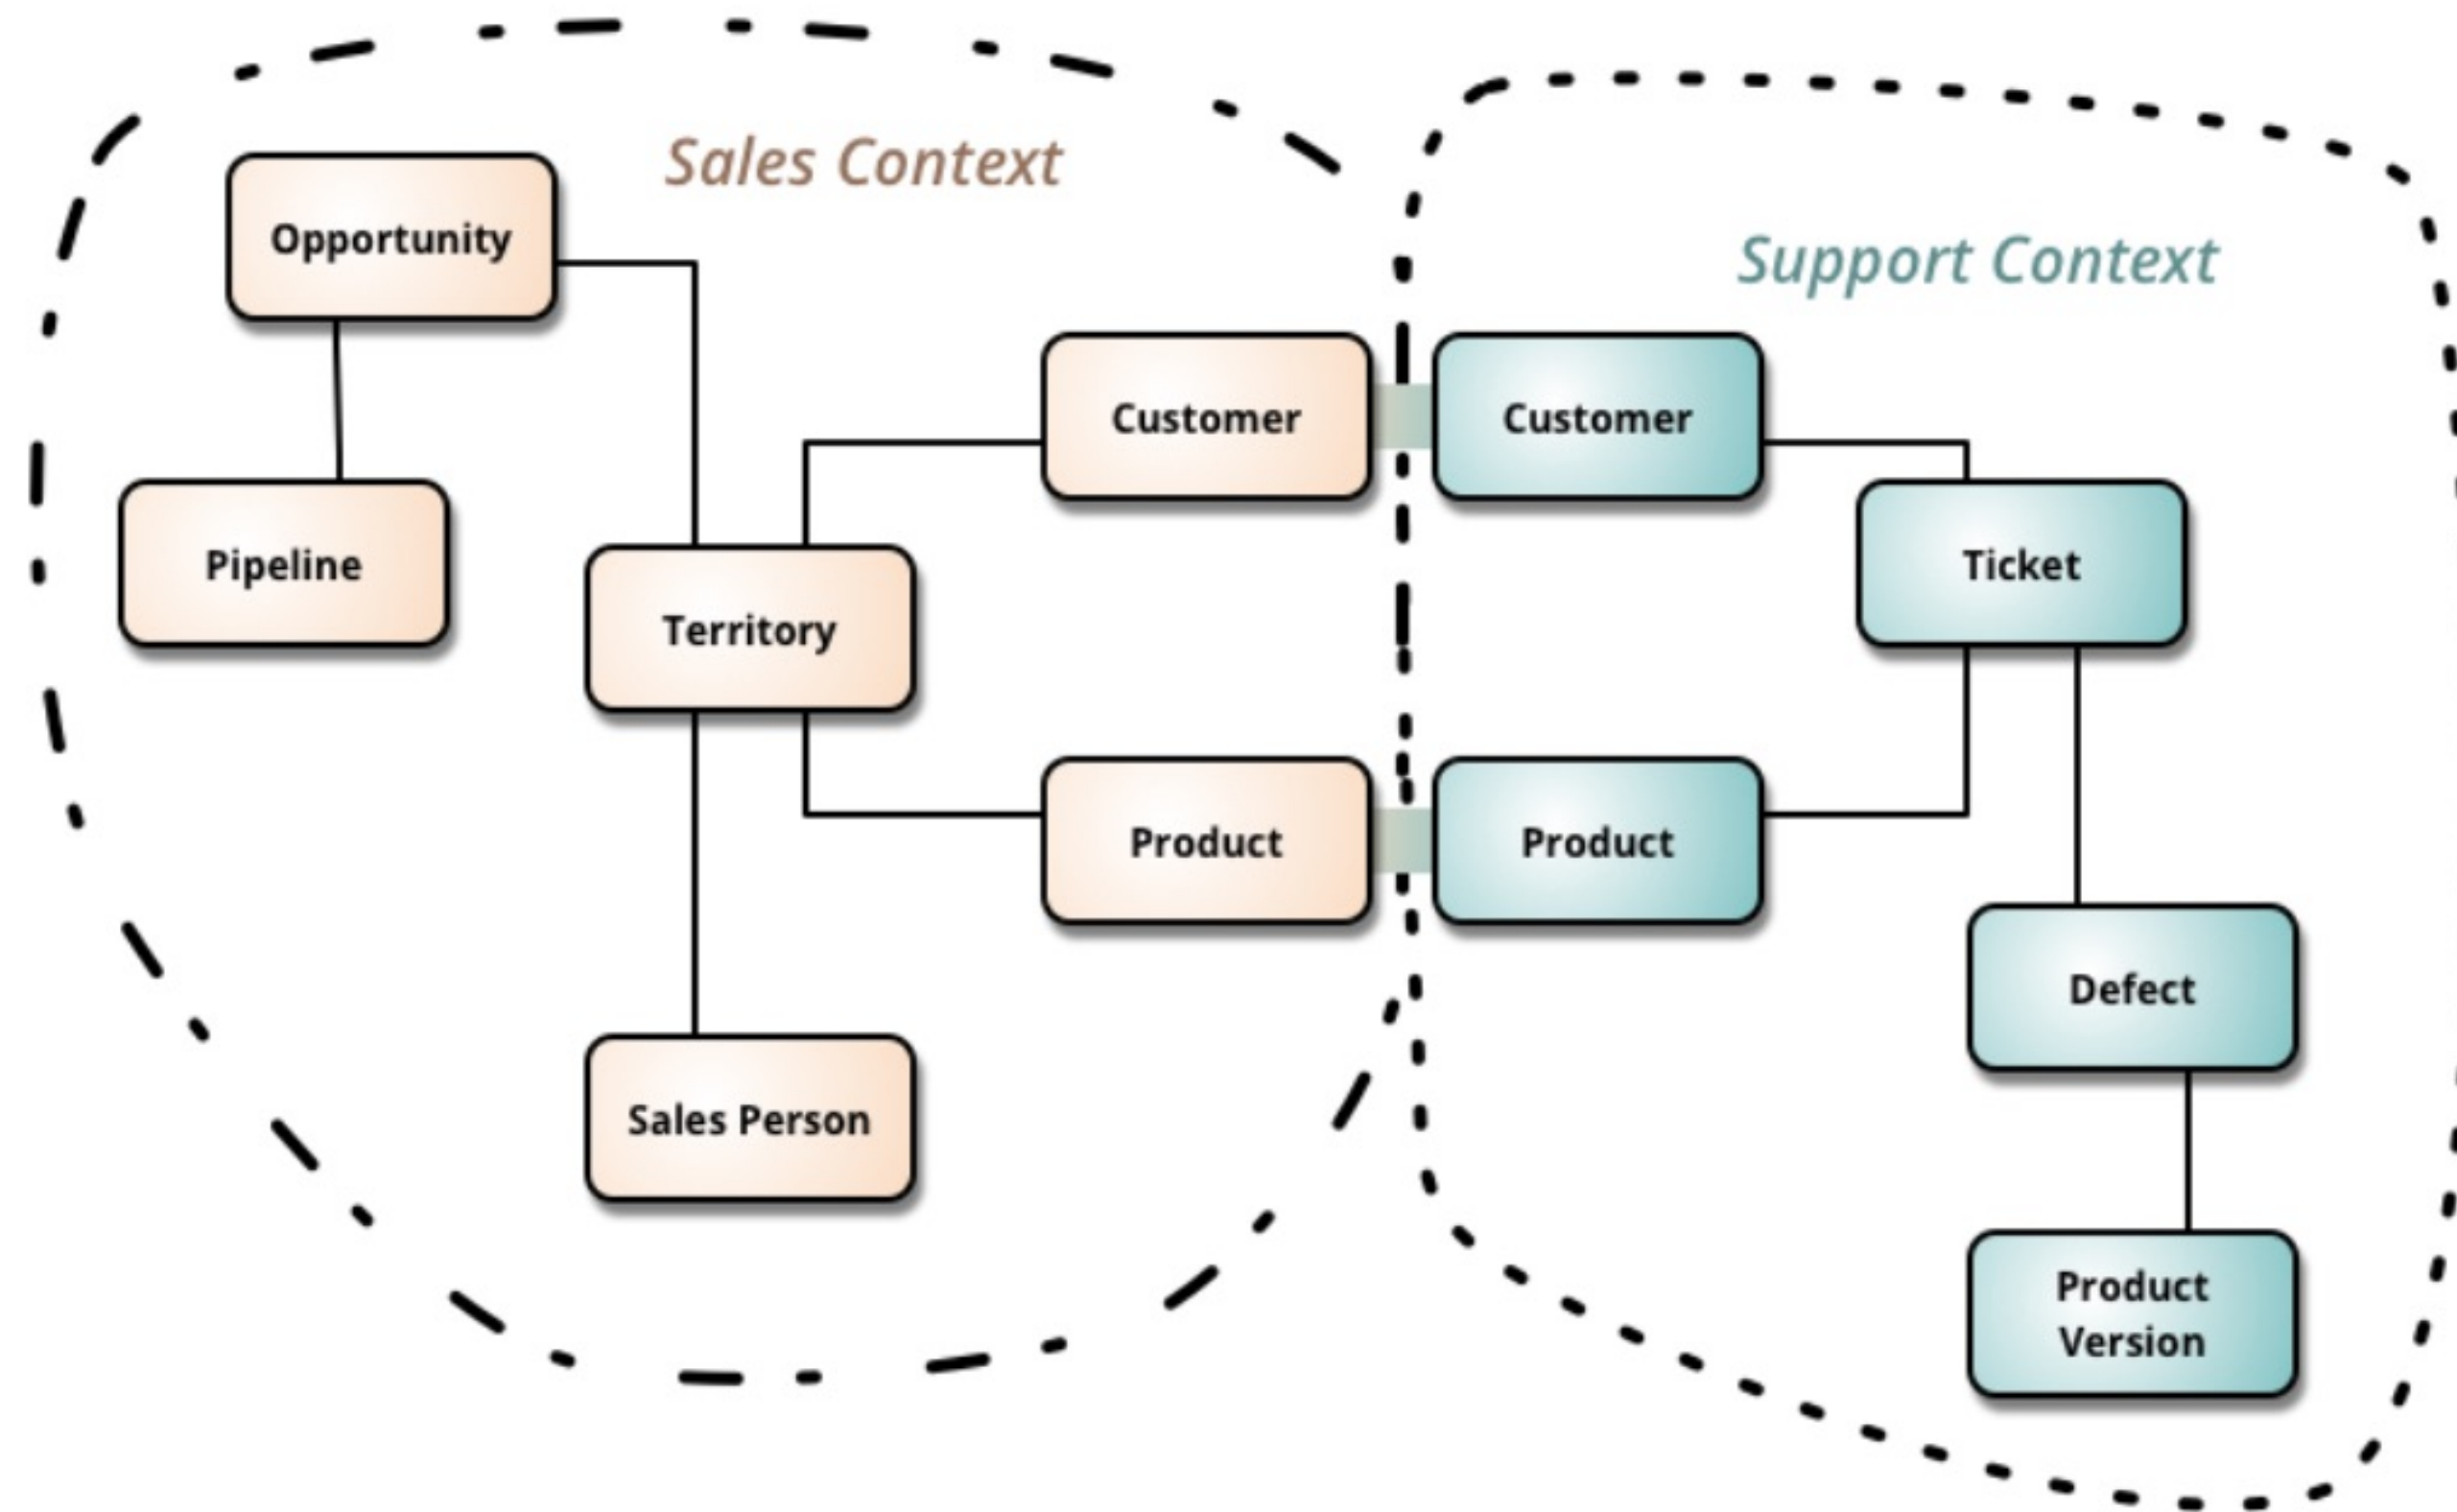 Sales Context
Opportunity
Pipeline
Territory
Customer
Product
Sales Person
Support Context
Customer
Ticket
Product
Defect
Product
Version